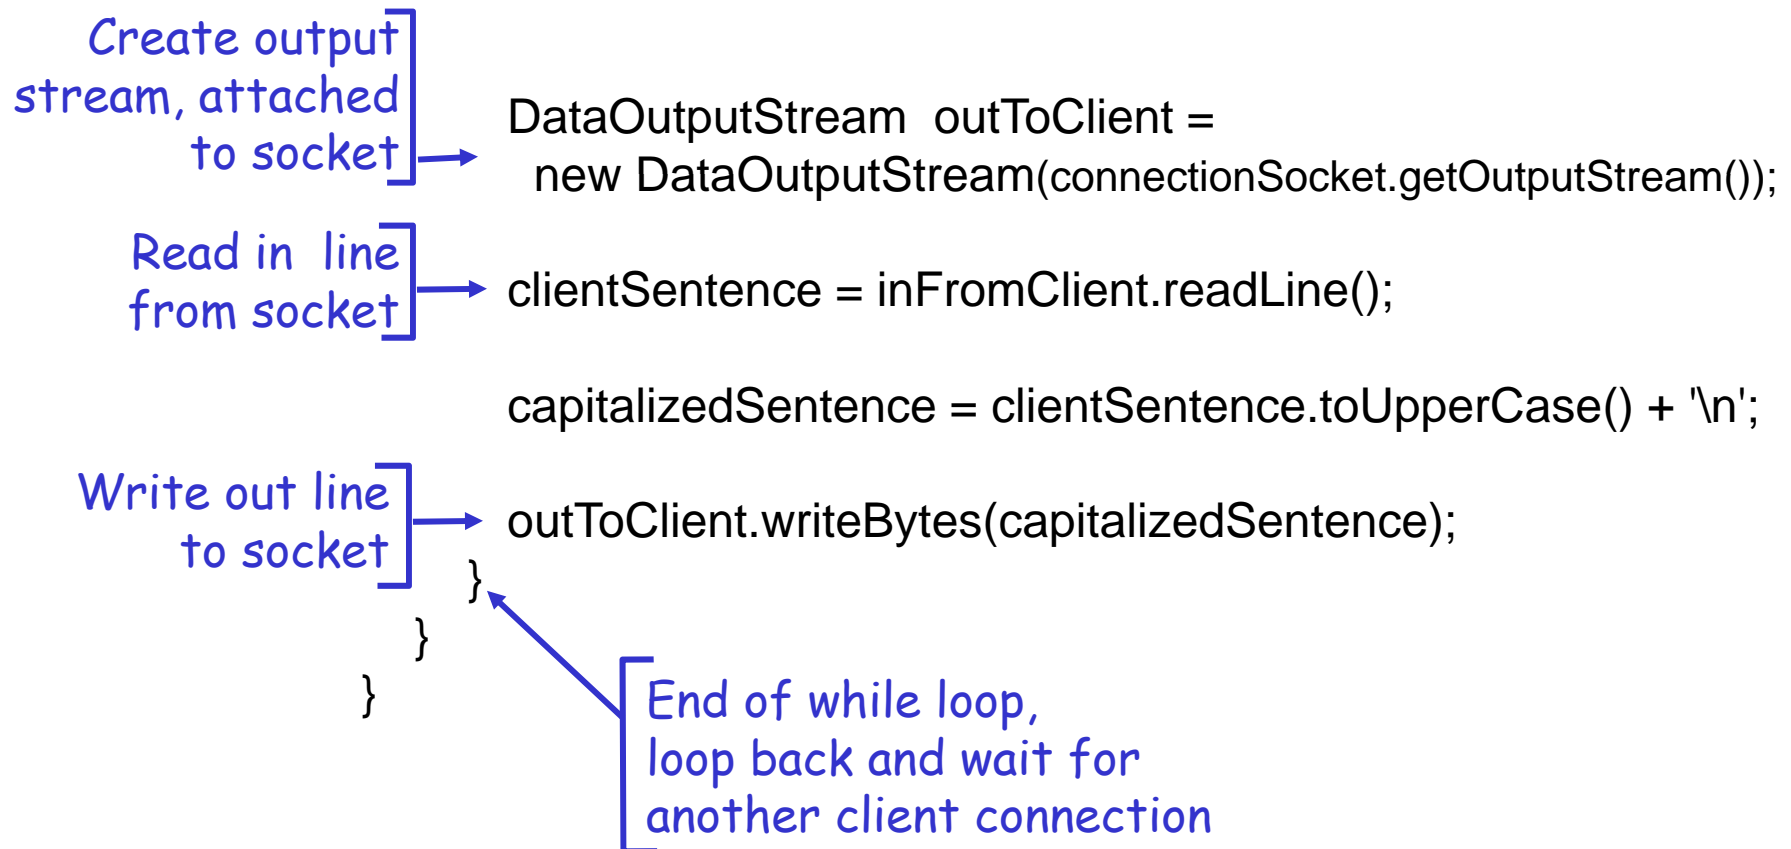 Create output
stream, attached
to socket
DataOutputStream outToClient =
new DataOutputStream(connectionSocket.getOutputStream());
Read in line
from socket
clientSentence = inFromClient.readLine();
capitalizedSentence = clientSentence.toUpperCase() + '\n';
Write out line
to socket
outToClient.writeBytes(capitalizedSentence);
}
}
}
End of while loop,
loop back and wait for
another client connection